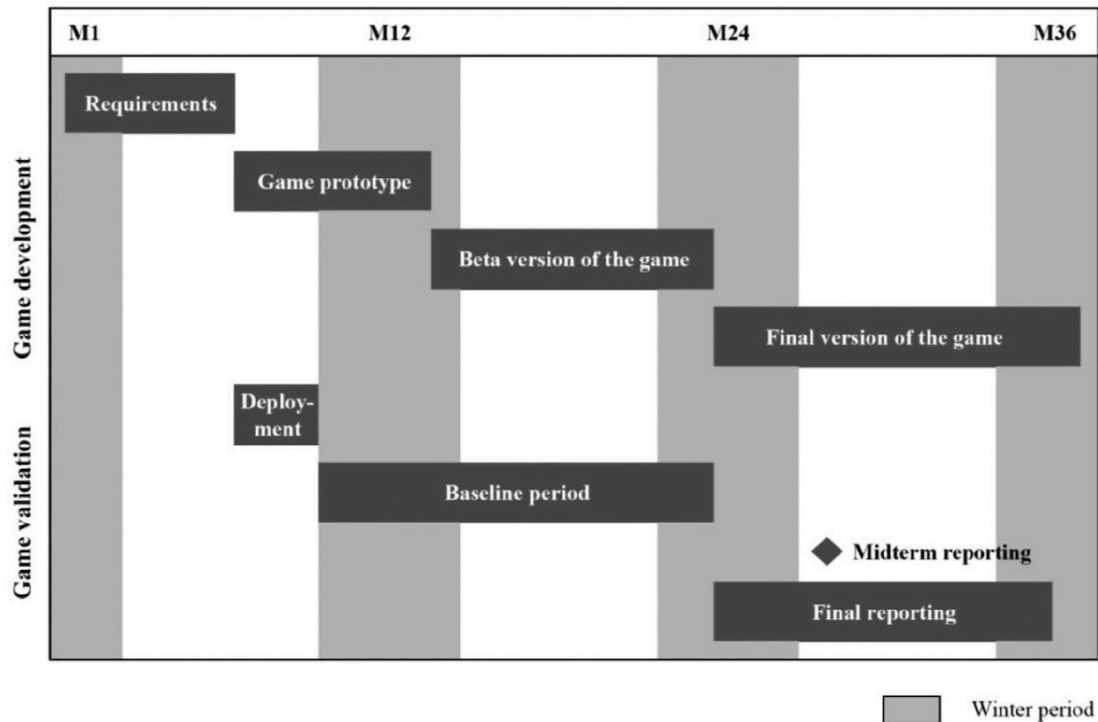 M1 M12 M24 M36
Game development
Requirements
Game prototype
Beta version of the game
Final version of the game
Game validation
Deploy-
ment
Baseline period
Midterm reporting
Final reporting
Winter period